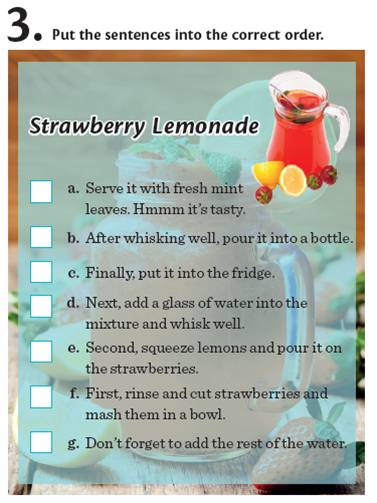 3. Put the sentences into the correct order.
Strawberry Lemonade
a. Serve it with fresh mint
leaves. Hmmm it's tasty.
b. After whisking well, pour it into a bottle.
c. Finally, put it into the fridge.
d. Next, add a glass of water into the
mixture and whisk well.
e. Second, squeeze lemons and pour it on
the strawberries.
f. First, rinse and cut strawberries and
mash them in a bowl.
g. Don't forget to add the rest of the water.